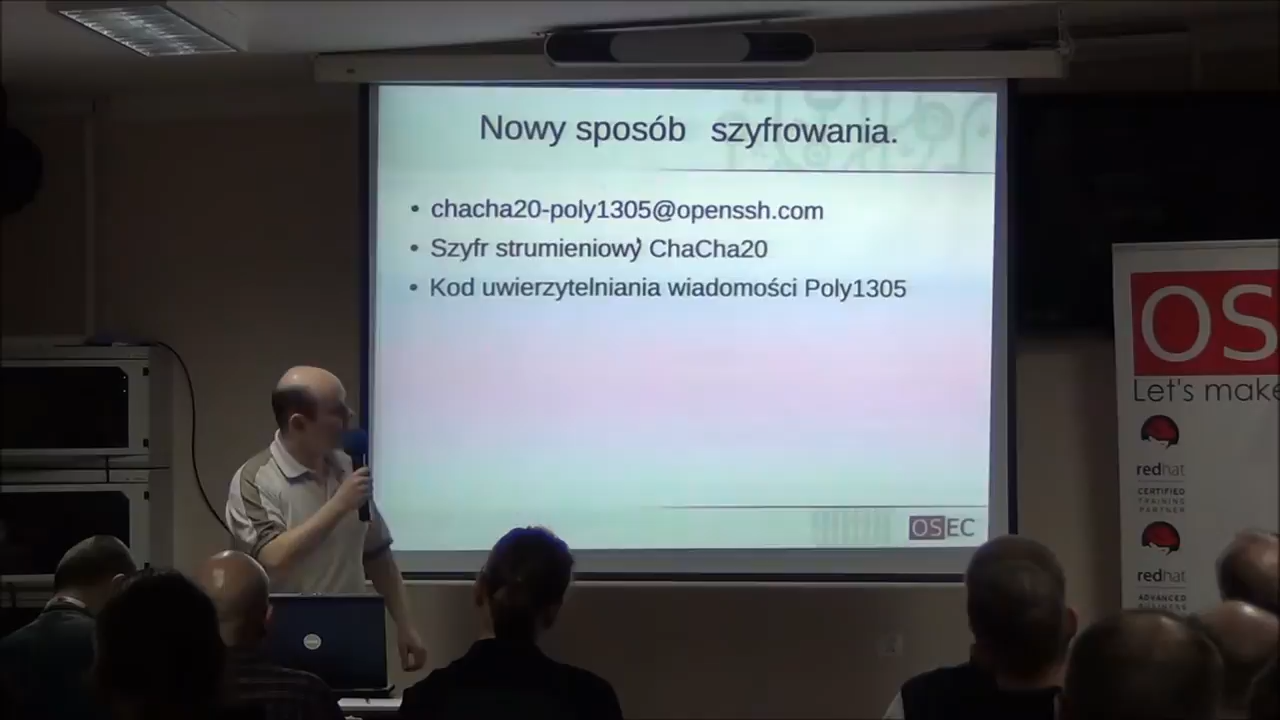 Nowy sposób szyfrowania.
• chacha20-poly1305@openssh.com
• Szyfr strumieniowy ChaCha20
• Kod uwierzytelniania wiadomości Poly1305
OSEC
OS
Let's make
redhat
CERTIFIED
TRAINING
PARTNER
redhat
ADVANCED
BUSINESS